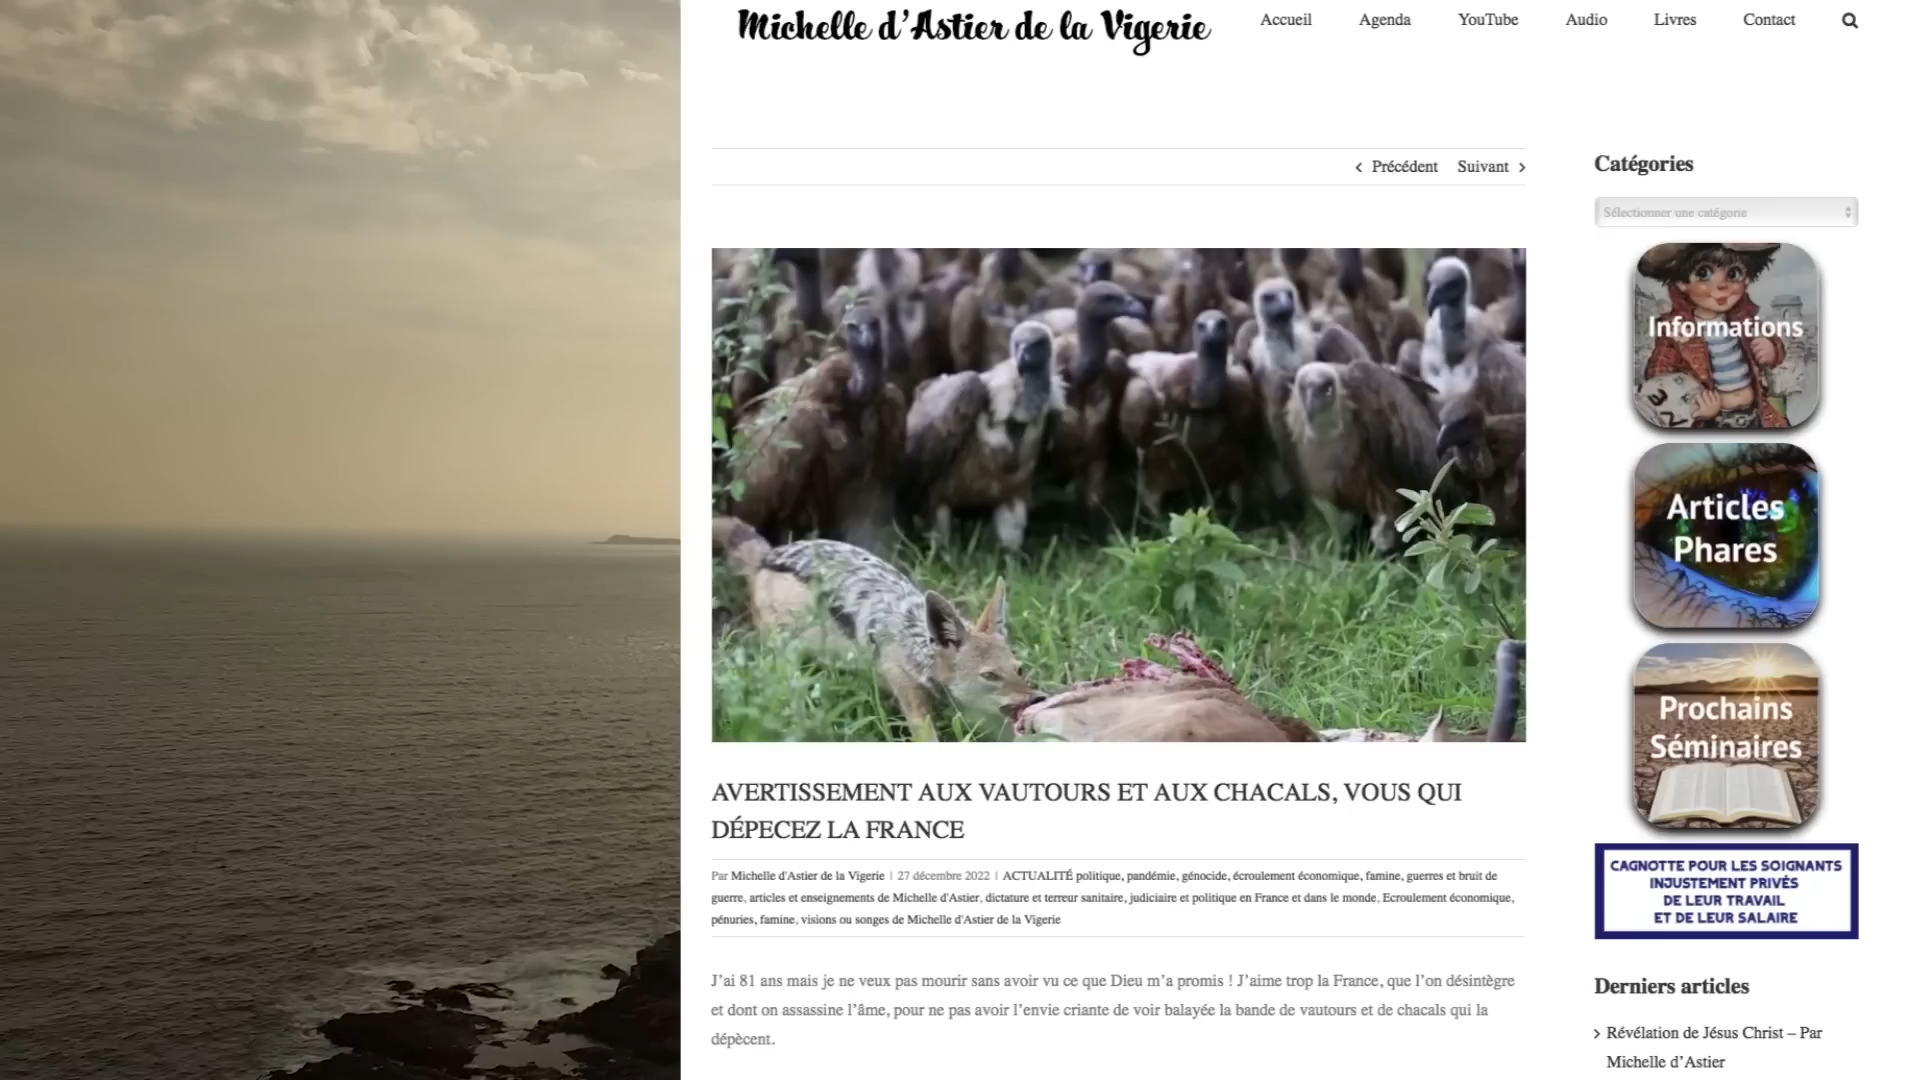 Michelle d'Astier de la Vigerie
Accueil
Agenda
YouTube
Audio
Livres
Contact
Précédent
Suivant
AVERTISSEMENT AUX VAUTOURS ET AUX CHACALS, VOUS QUI
DÉPECEZ LA FRANCE
Par Michelle d'Astier de la Vigerie | 27 décembre 2022 | ACTUALITÉ politique, pandémie, génocide, écroulement économique, famine, guerres et bruit de
guerre, articles et enseignements de Michelle d'Astier, dictature et terreur sanitaire, judiciaire et politique en France et dans le monde, Ecroulement économique,
pénuries, famine, visions ou songes de Michelle d'Astier de la Vigerie
J'ai 81 ans mais je ne veux pas mourir sans avoir vu ce que Dieu m'a promis ! J'aime trop la France, que l'on désintègre
et dont on assassine l'âme, pour ne pas avoir l'envie criante de voir balayée la bande de vautours et de chacals qui la
dépècent.
Catégories
Sélectionner une catégorie
Informations
Articles
Phares
Prochains
Séminaires
CAGNOTTE POUR LES SOIGNANTS
INJUSTEMENT PRIVÉS
DE LEUR TRAVAIL
ET DE LEUR SALAIRE
Derniers articles
Révélation de Jésus Christ – Par
Michelle d'Astier